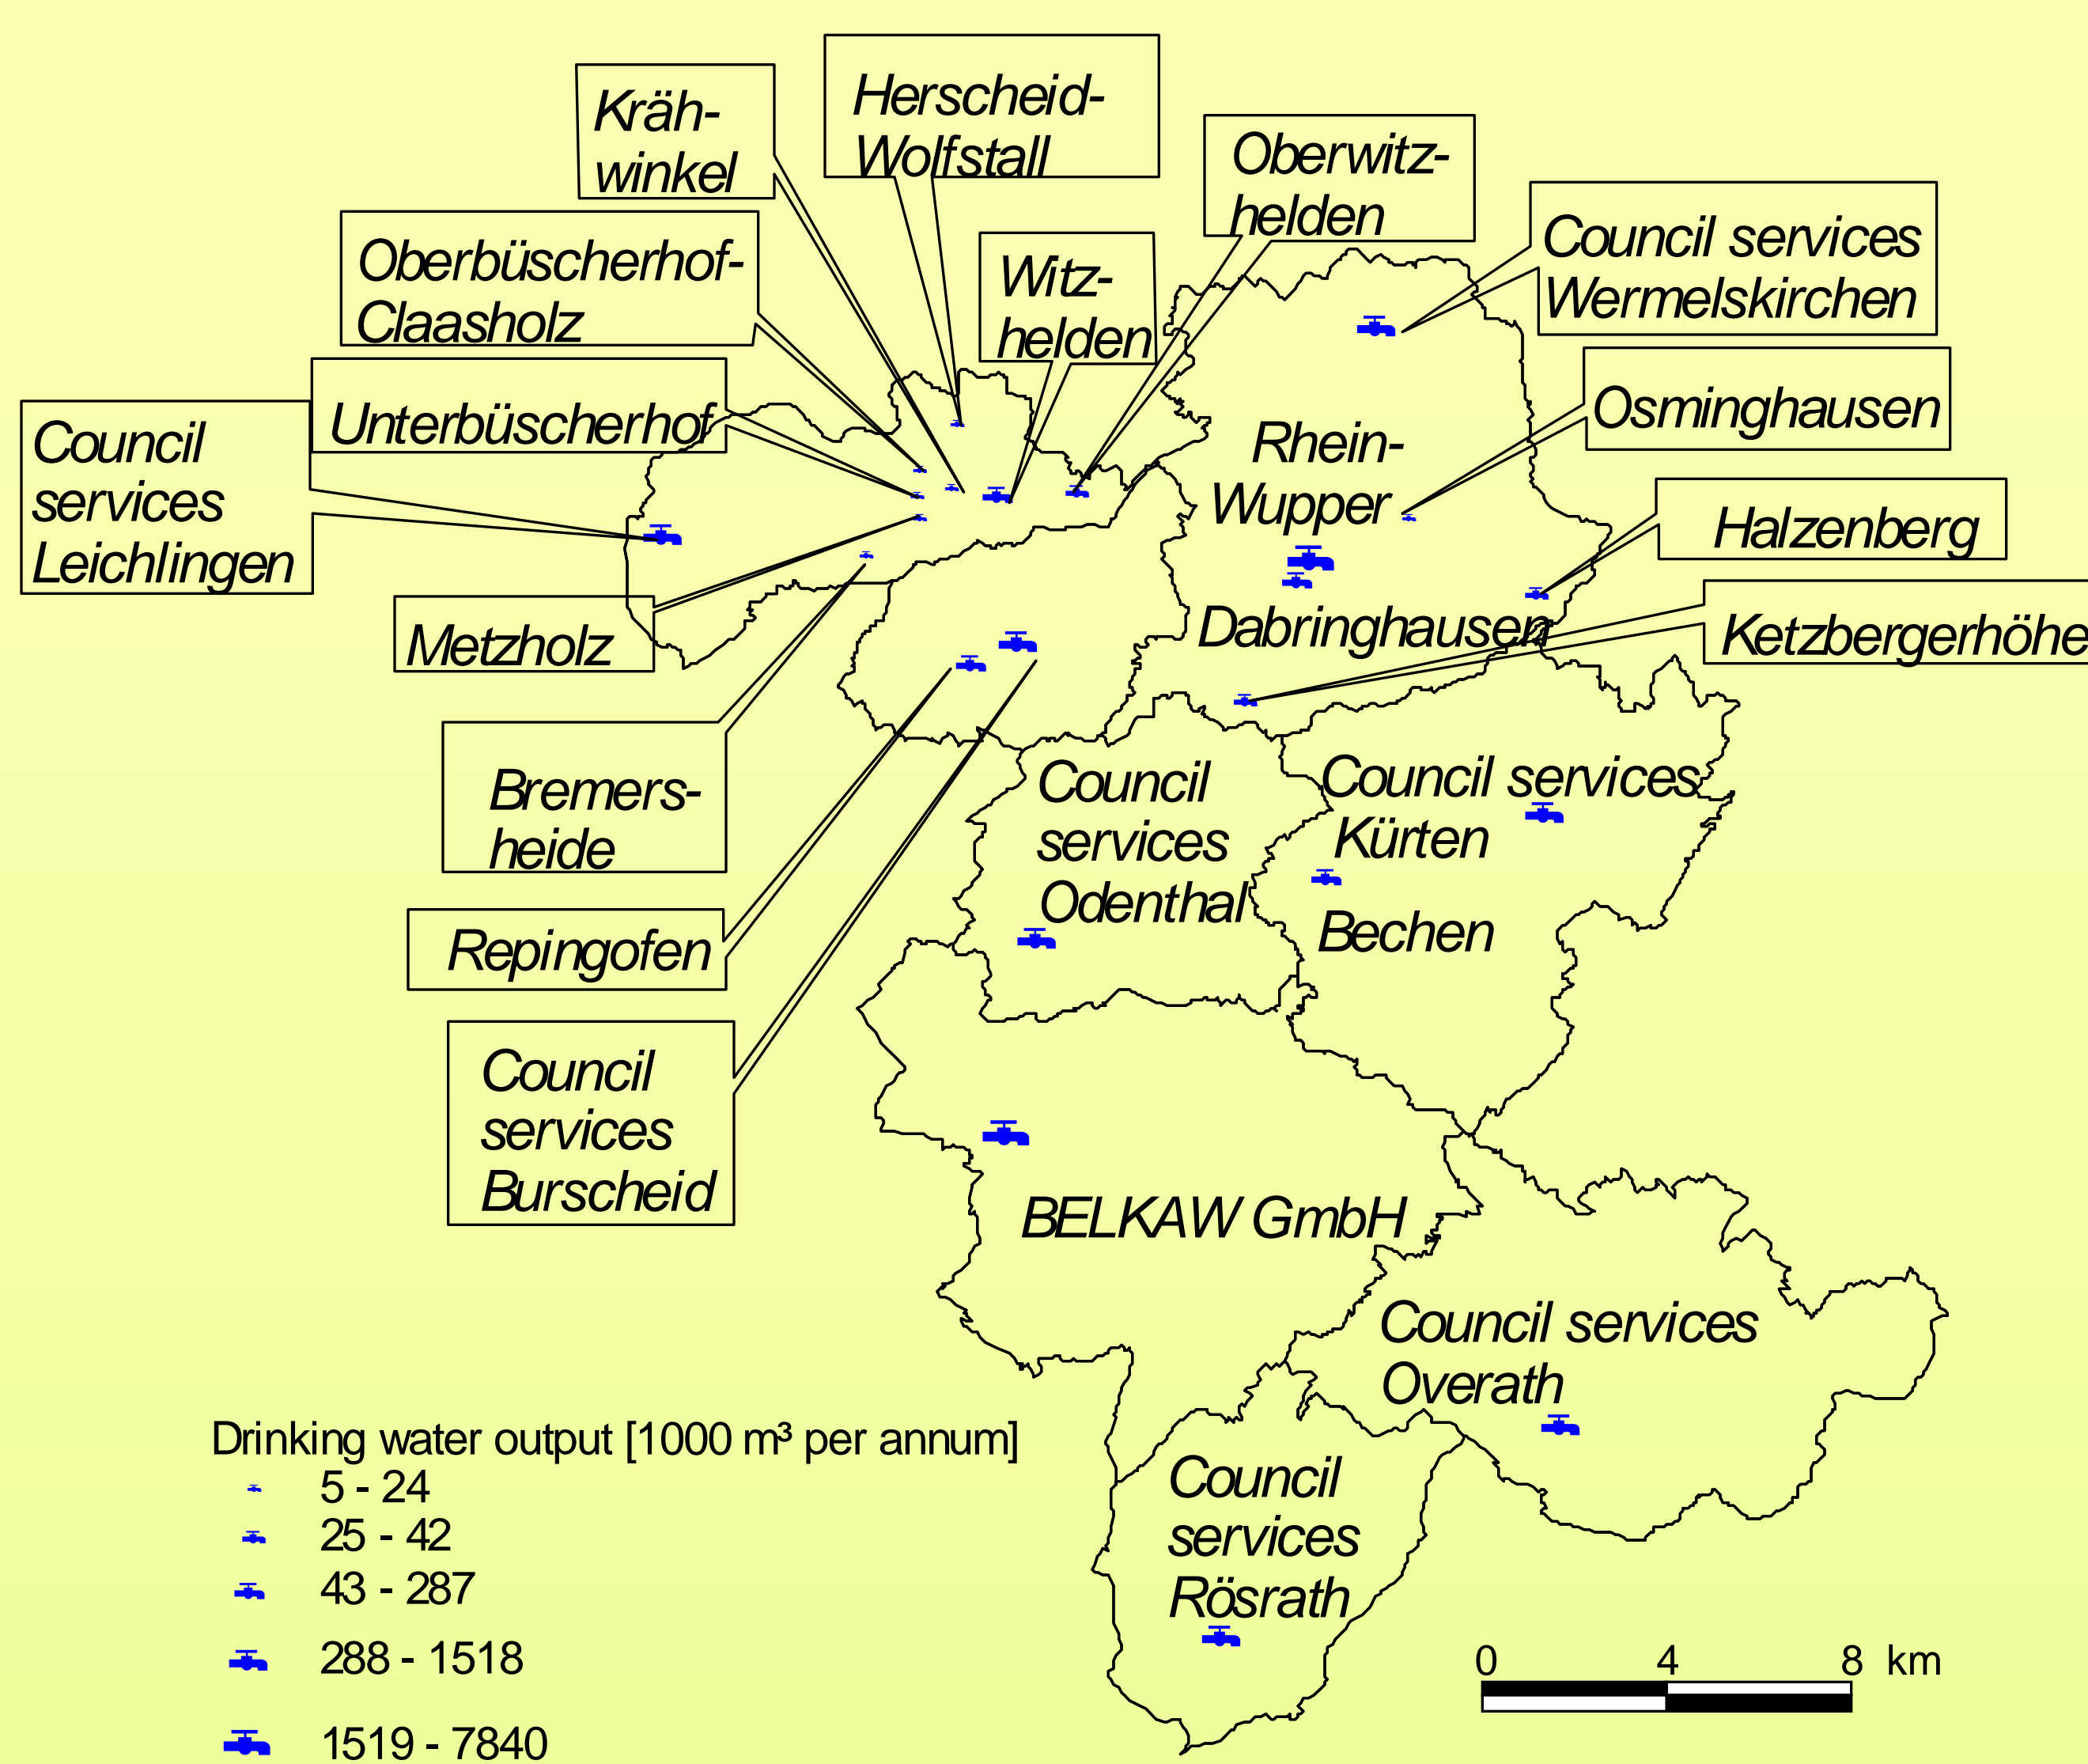 Kräh-
winkel
Herscheid-
Wolfstall
Oberwitz-
helden
Council services
Wermelskirchen
Oberbüscherhof-
Claasholz
Witz-
helden
Unterbüscherhof
Osminghausen
Council
services
Leichlingen
Rhein-
Wupper
Halzenberg
Metzholz
Dabringhausen
Ketzbergerhöhe
Bremers-
heide
Council
services
Odenthal
Council services
Kürten
Bechen
Repingofen
Council
services
Burscheid
BELKAW GmbH
Council services
Overath
Council
services
Rösrath
Drinking water output [1000 m³ per annum]
5 - 24
25 - 42
43 - 287
288 - 1518
1519 - 7840
0 4 8 km